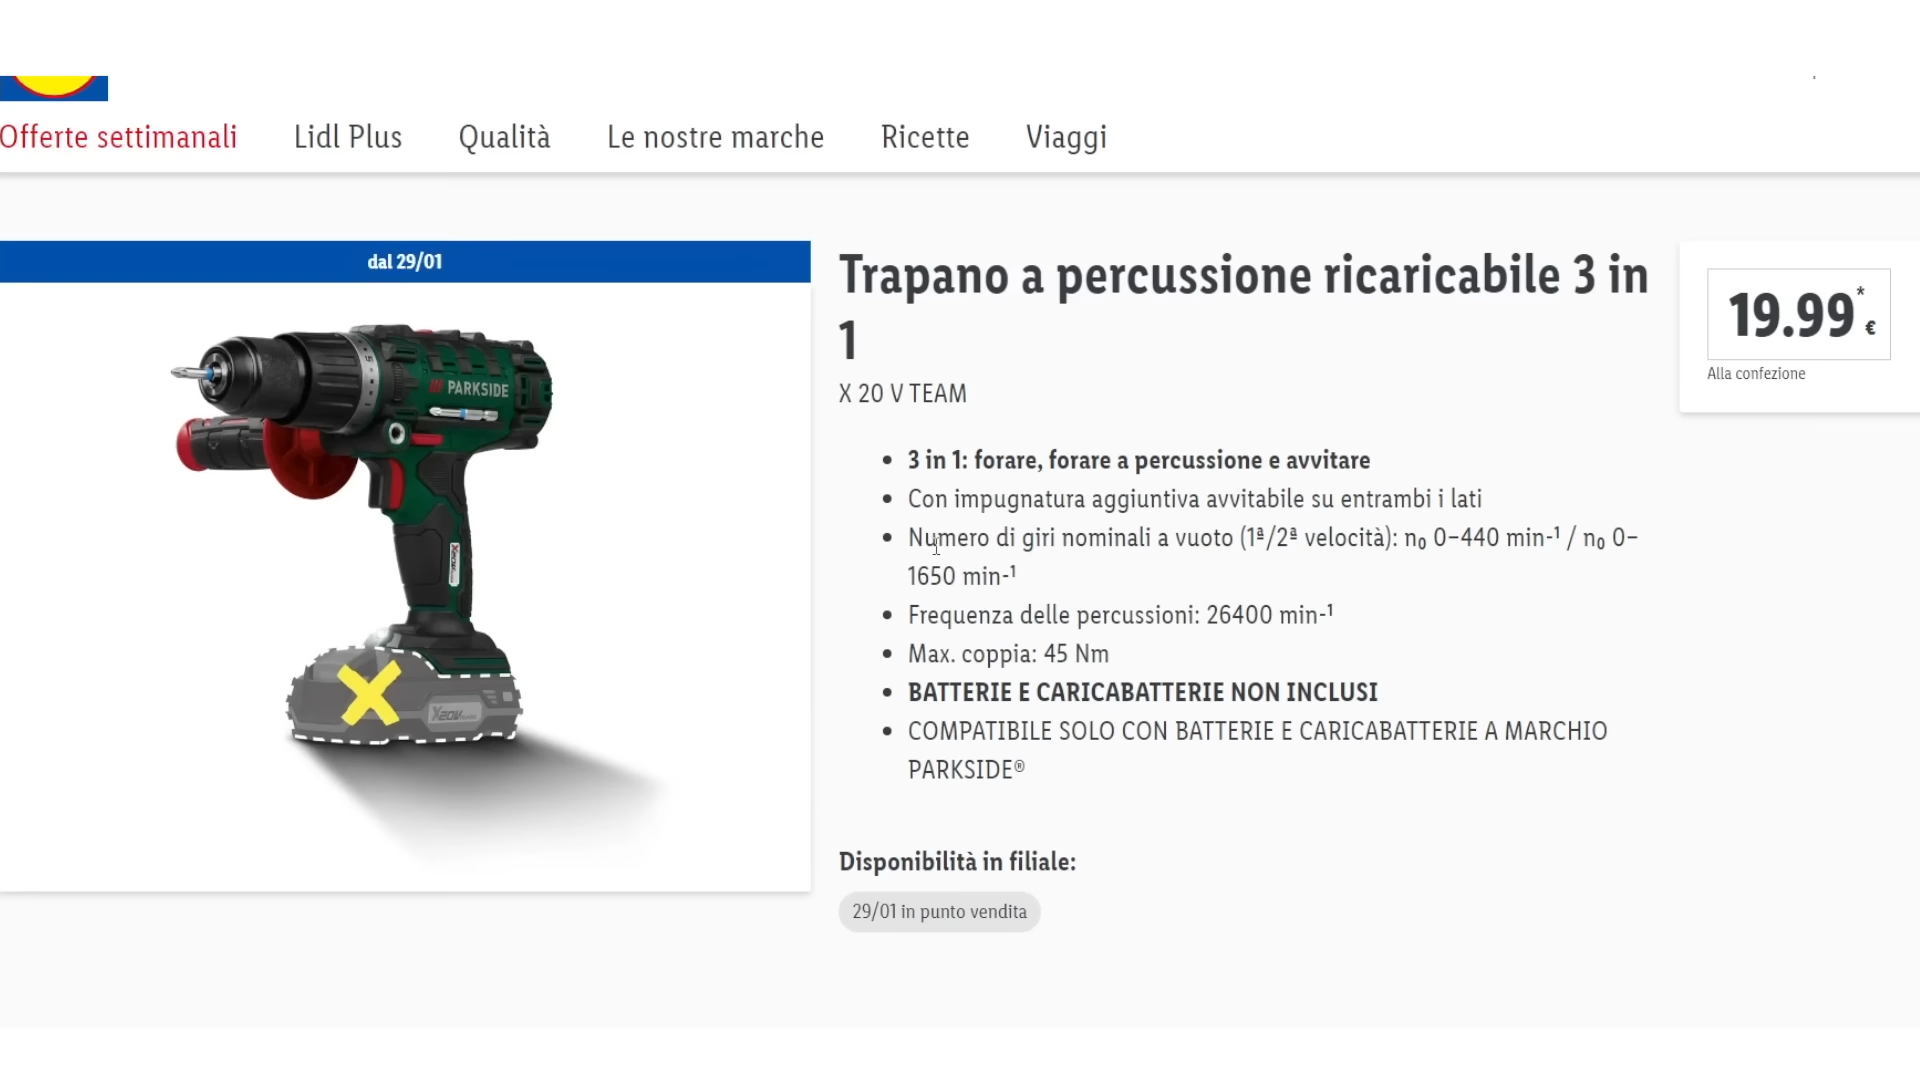 Offerte settimanali Lidl Plus Qualità Le nostre marche Ricette Viaggi
dal 29/01
PARKSIDE
X20V
Trapano a percussione ricaricabile 3 in
1
X 20 V TEAM
3 in 1: forare, forare a percussione e avvitare
Con impugnatura aggiuntiva avvitabile su entrambi i lati
Numero di giri nominali a vuoto (1ª/2ª velocità): n₀ 0–440 min-¹ / n₀ 0–
1650 min-¹
Frequenza delle percussioni: 26400 min-¹
Max. coppia: 45 Nm
BATTERIE E CARICABATTERIE NON INCLUSI
COMPATIBILE SOLO CON BATTERIE E CARICABATTERIE A MARCHIO
PARKSIDE®
Disponibilità in filiale:
29/01 in punto vendita
19.99* €
Alla confezione